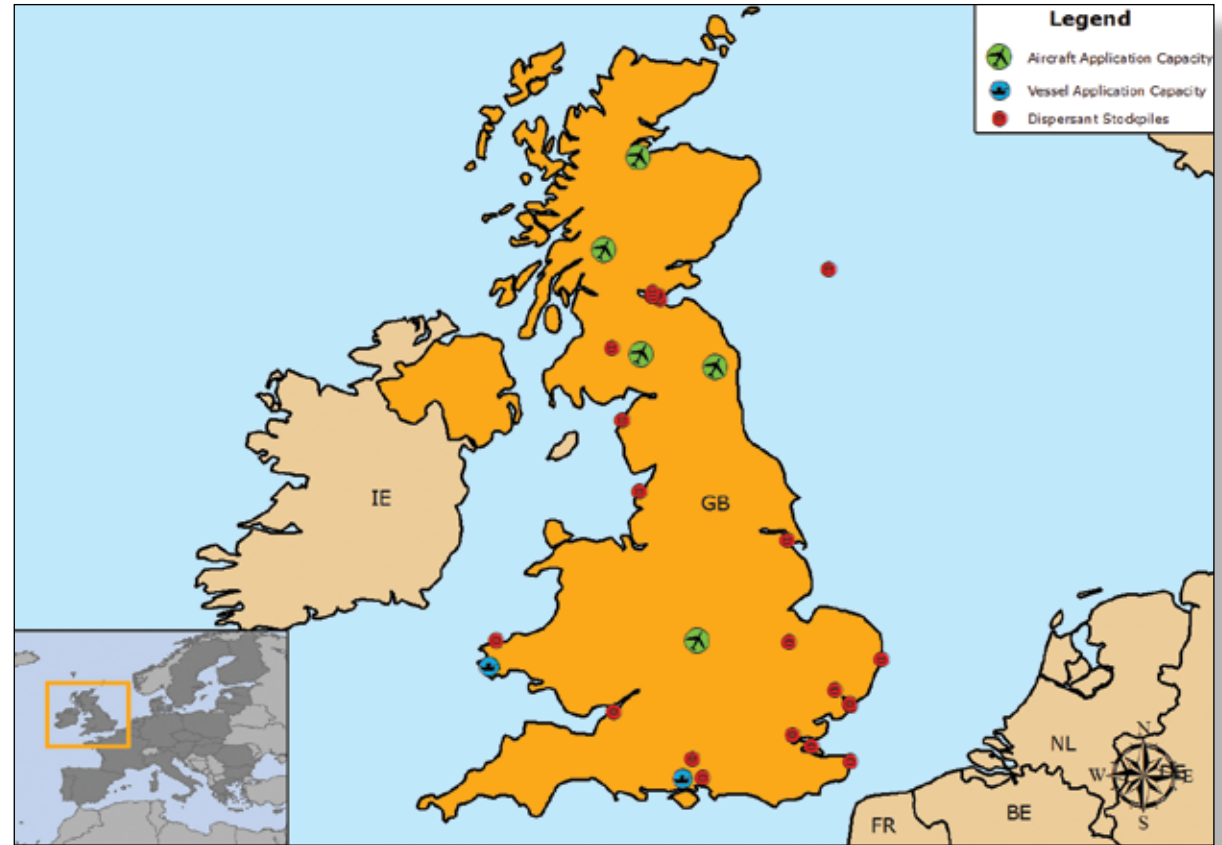 Legend
Aircraft Application Capacity
Vessel Application Capacity
Dispersant Stockpiles
IE
GB
N
NL
W
E
S
BE
FR